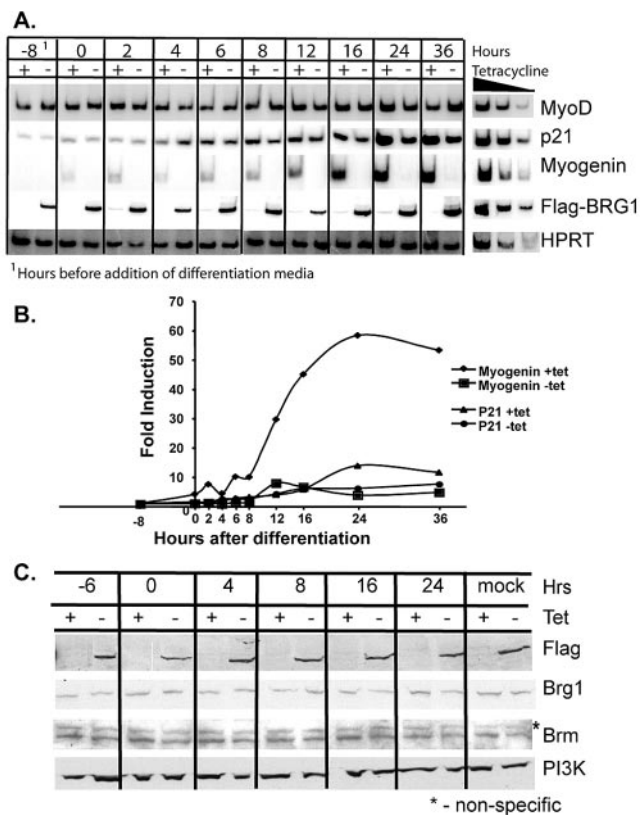 A.
-8 1 0 2 4 6 8 12 16 24 36 Hours
+ - + - + - + - + - + - + - + - + - + - Tetracycline
MyoD
p21
Myogenin
Flag-BRG1
HPRT
1Hours before addition of differentiation media
B.
Fold Induction
70
60
50
40
30
20
10
-8 0 2 4 6 8 12 16 24 36
Hours after differentiation
Myogenin +tet
Myogenin -tet
P21 +tet
P21 -tet
C.
-6 0 4 8 16 24 mock Hrs
+ - + - + - + - + - + - + - Tet
Flag
Brg1
* Brm
PI3K
* - non-specific